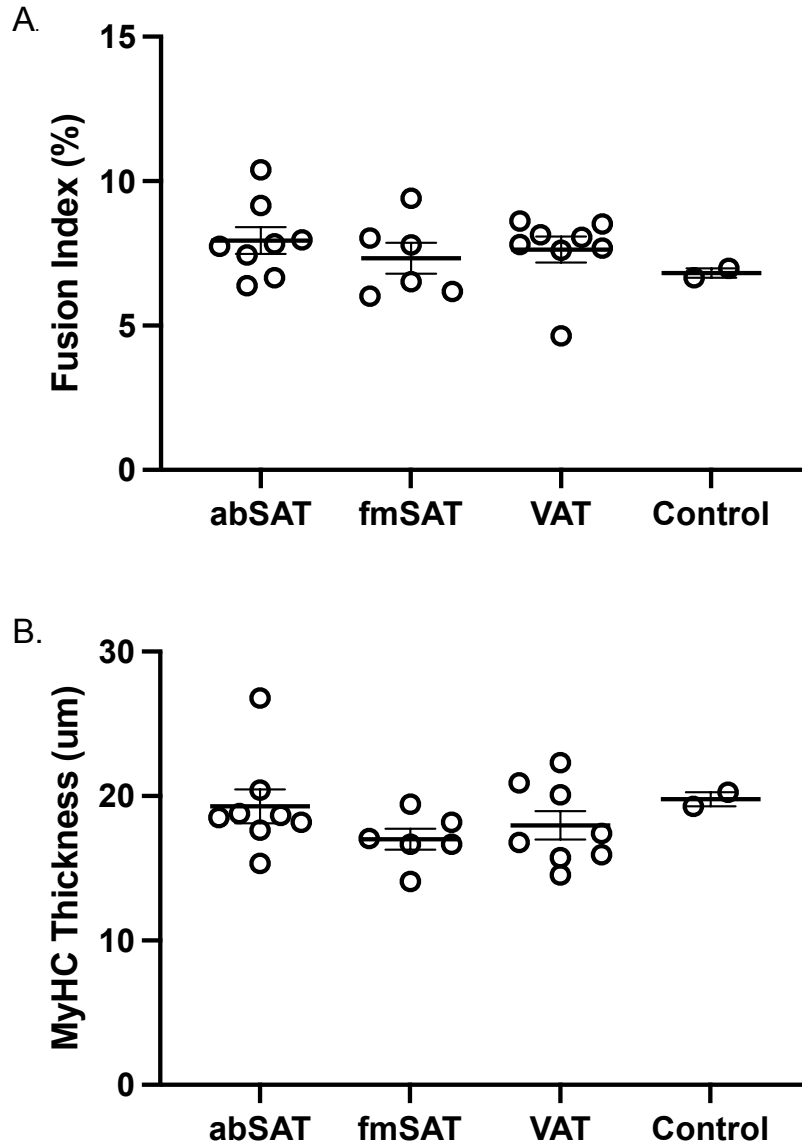 A.
15
10
5
0
Fusion Index (%)
abSAT fmSAT VAT Control
B.
30
20
10
0
MyHC Thickness (um)
abSAT fmSAT VAT Control